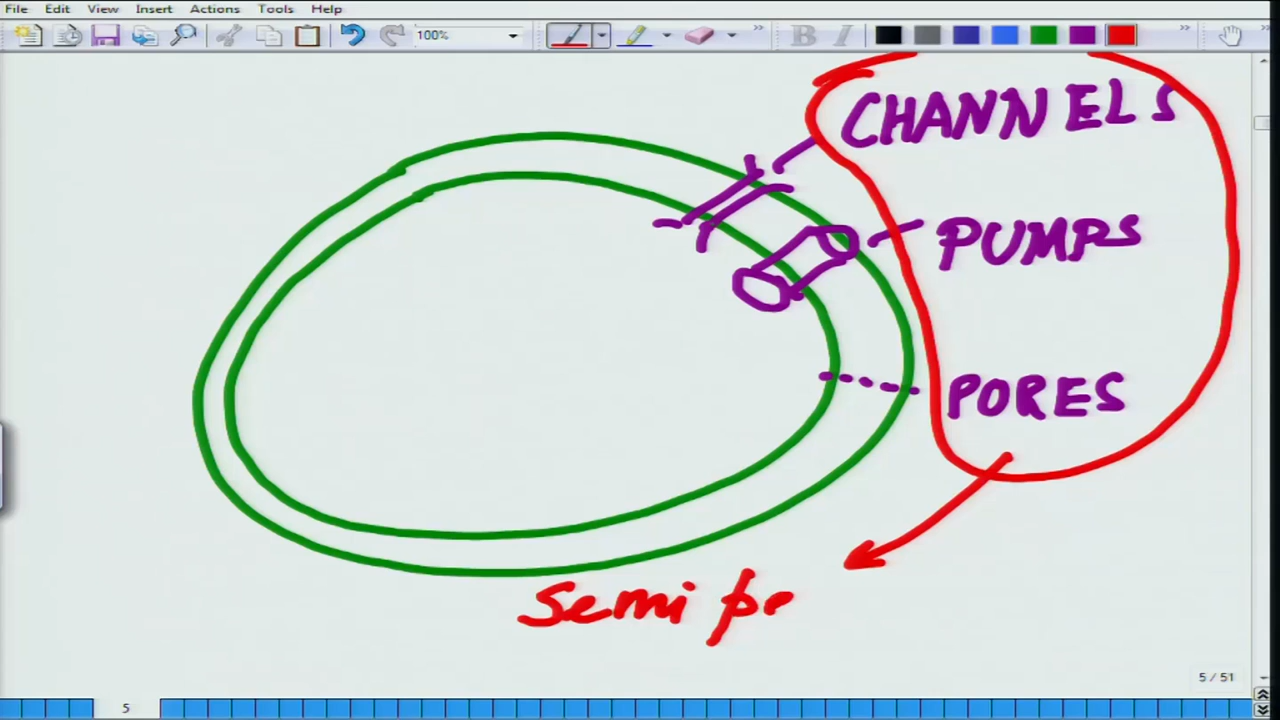 File Edit View Insert Actions Tools Help
100%
CHANNELS
PUMPS
PORES
Semi pe
5 / 51
5